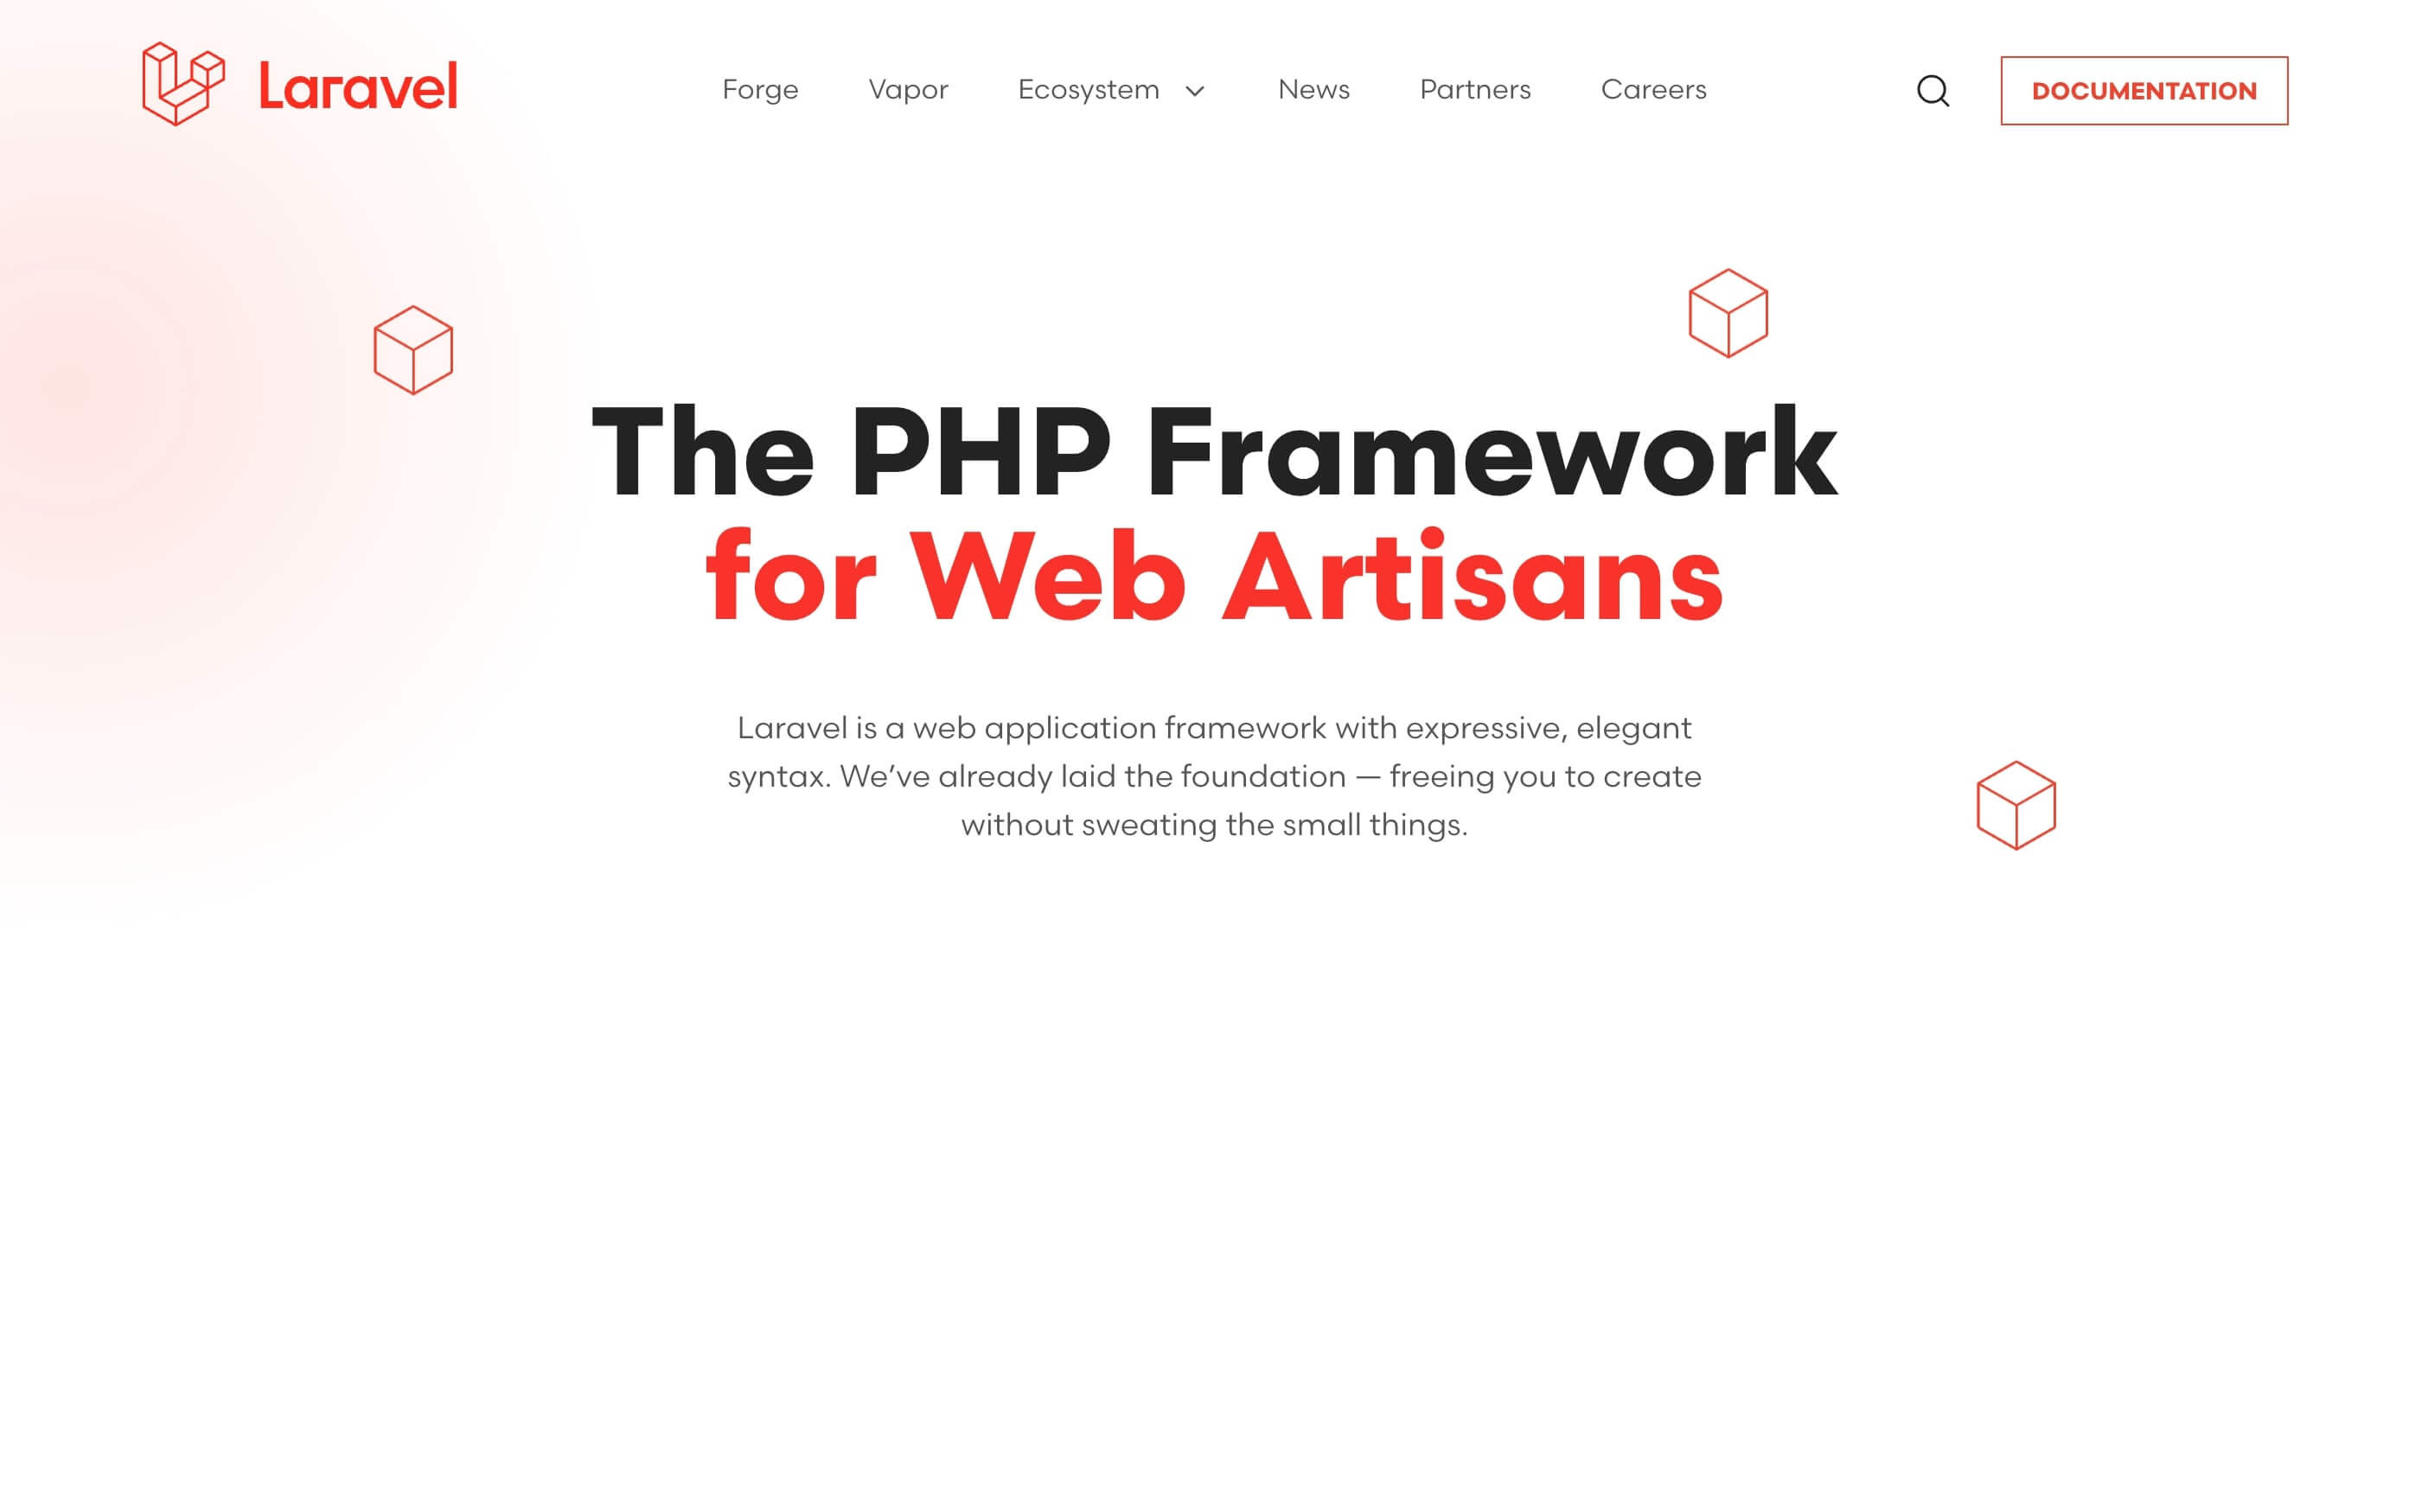 Laravel
Forge Vapor Ecosystem News Partners Careers DOCUMENTATION
The PHP Framework
for Web Artisans
Laravel is a web application framework with expressive, elegant
syntax. We’ve already laid the foundation — freeing you to create
without sweating the small things.